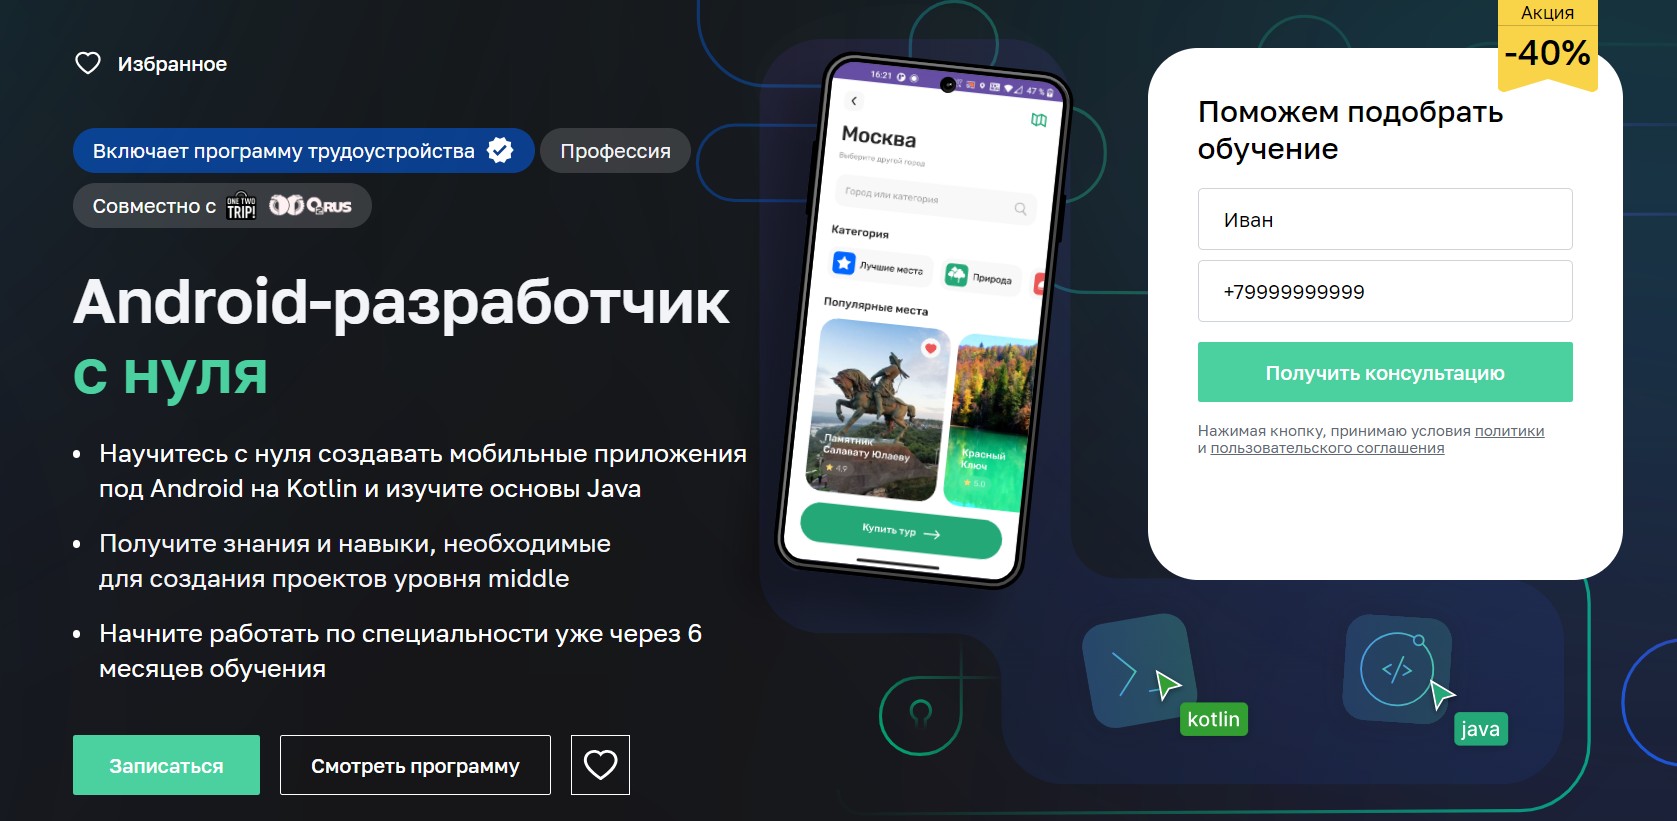 Избранное
Включает программу трудоустройства
Профессия
Совместно с ONE TWO TRIP! QRUS
Android-разработчик
с нуля
Научитесь с нуля создавать мобильные приложения
под Android на Kotlin и изучите основы Java
Получите знания и навыки, необходимые
для создания проектов уровня middle
Начните работать по специальности уже через 6
месяцев обучения
Записаться
Смотреть программу
16:21
47 %
Москва
Выберите другой город
Город или категория
Категория
Лучшие места
Природа
Популярные места
Памятник
Салавату Юлаеву
4,9
Красный
Ключ
5.0
Купить тур
Акция
-40%
Поможем подобрать
обучение
Иван
+79999999999
Получить консультацию
Нажимая кнопку, принимаю условия политики
и пользовательского соглашения
kotlin
java